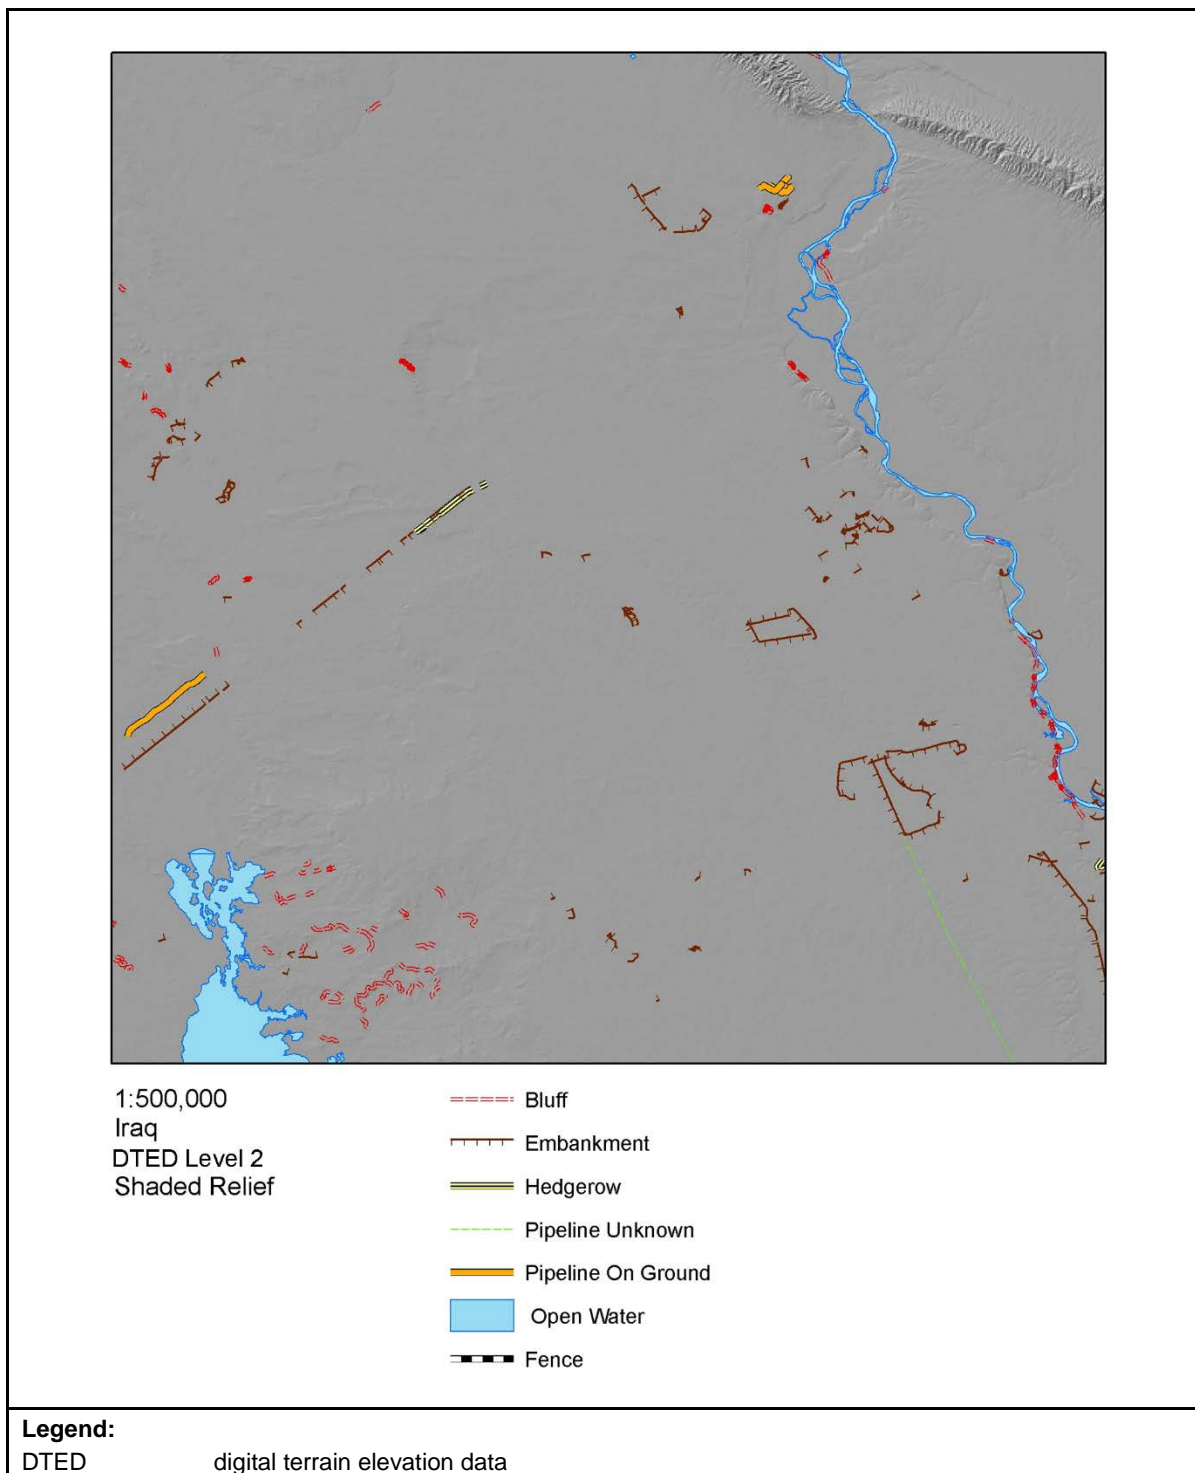 1:500,000
Iraq
DTED Level 2
Shaded Relief
Bluff
Embankment
Hedgerow
Pipeline Unknown
Pipeline On Ground
Open Water
Fence
Legend:
DTED digital terrain elevation data